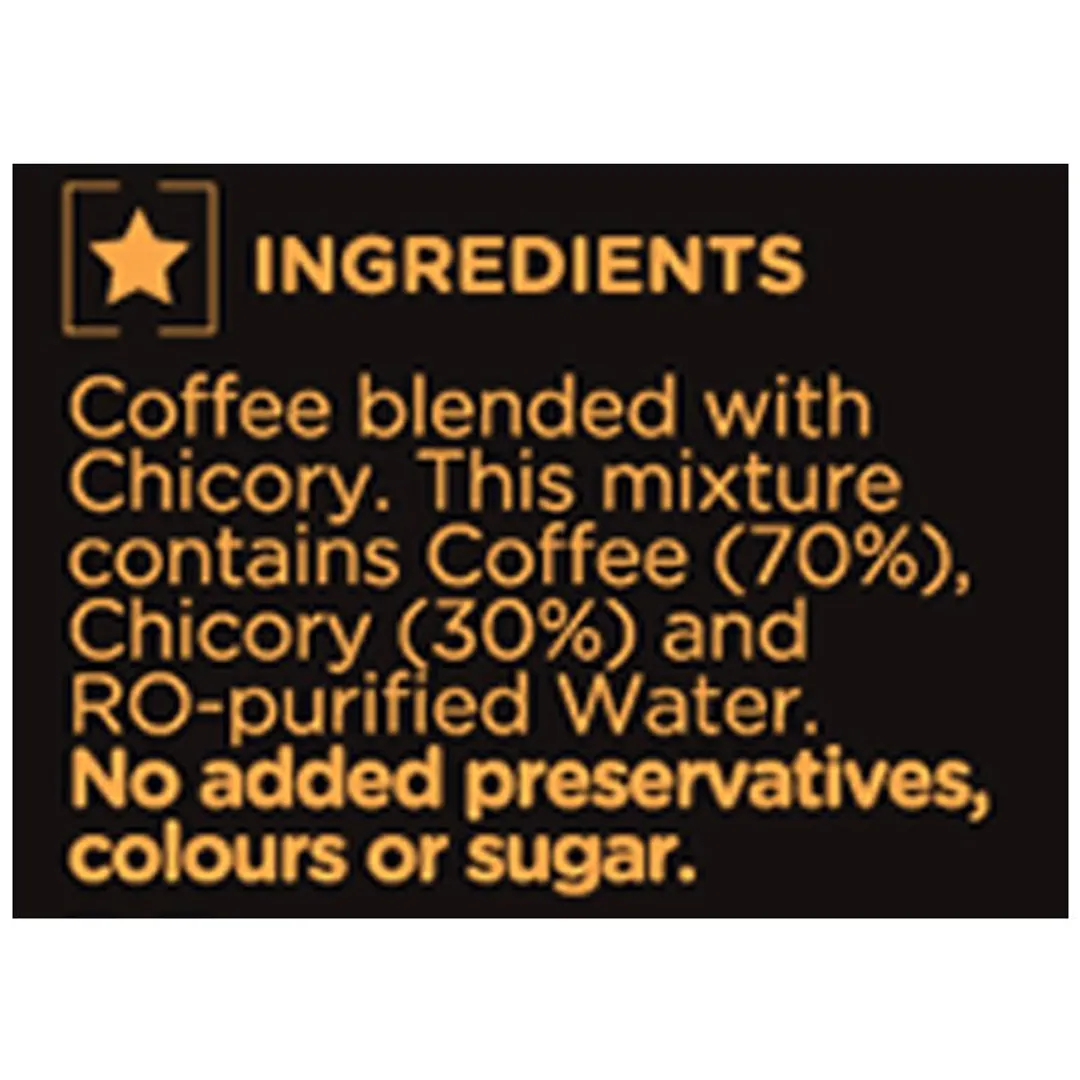 INGREDIENTS
Coffee blended with
Chicory. This mixture
contains Coffee (70%),
Chicory (30%) and
RO-purified Water.
No added preservatives,
colours or sugar.